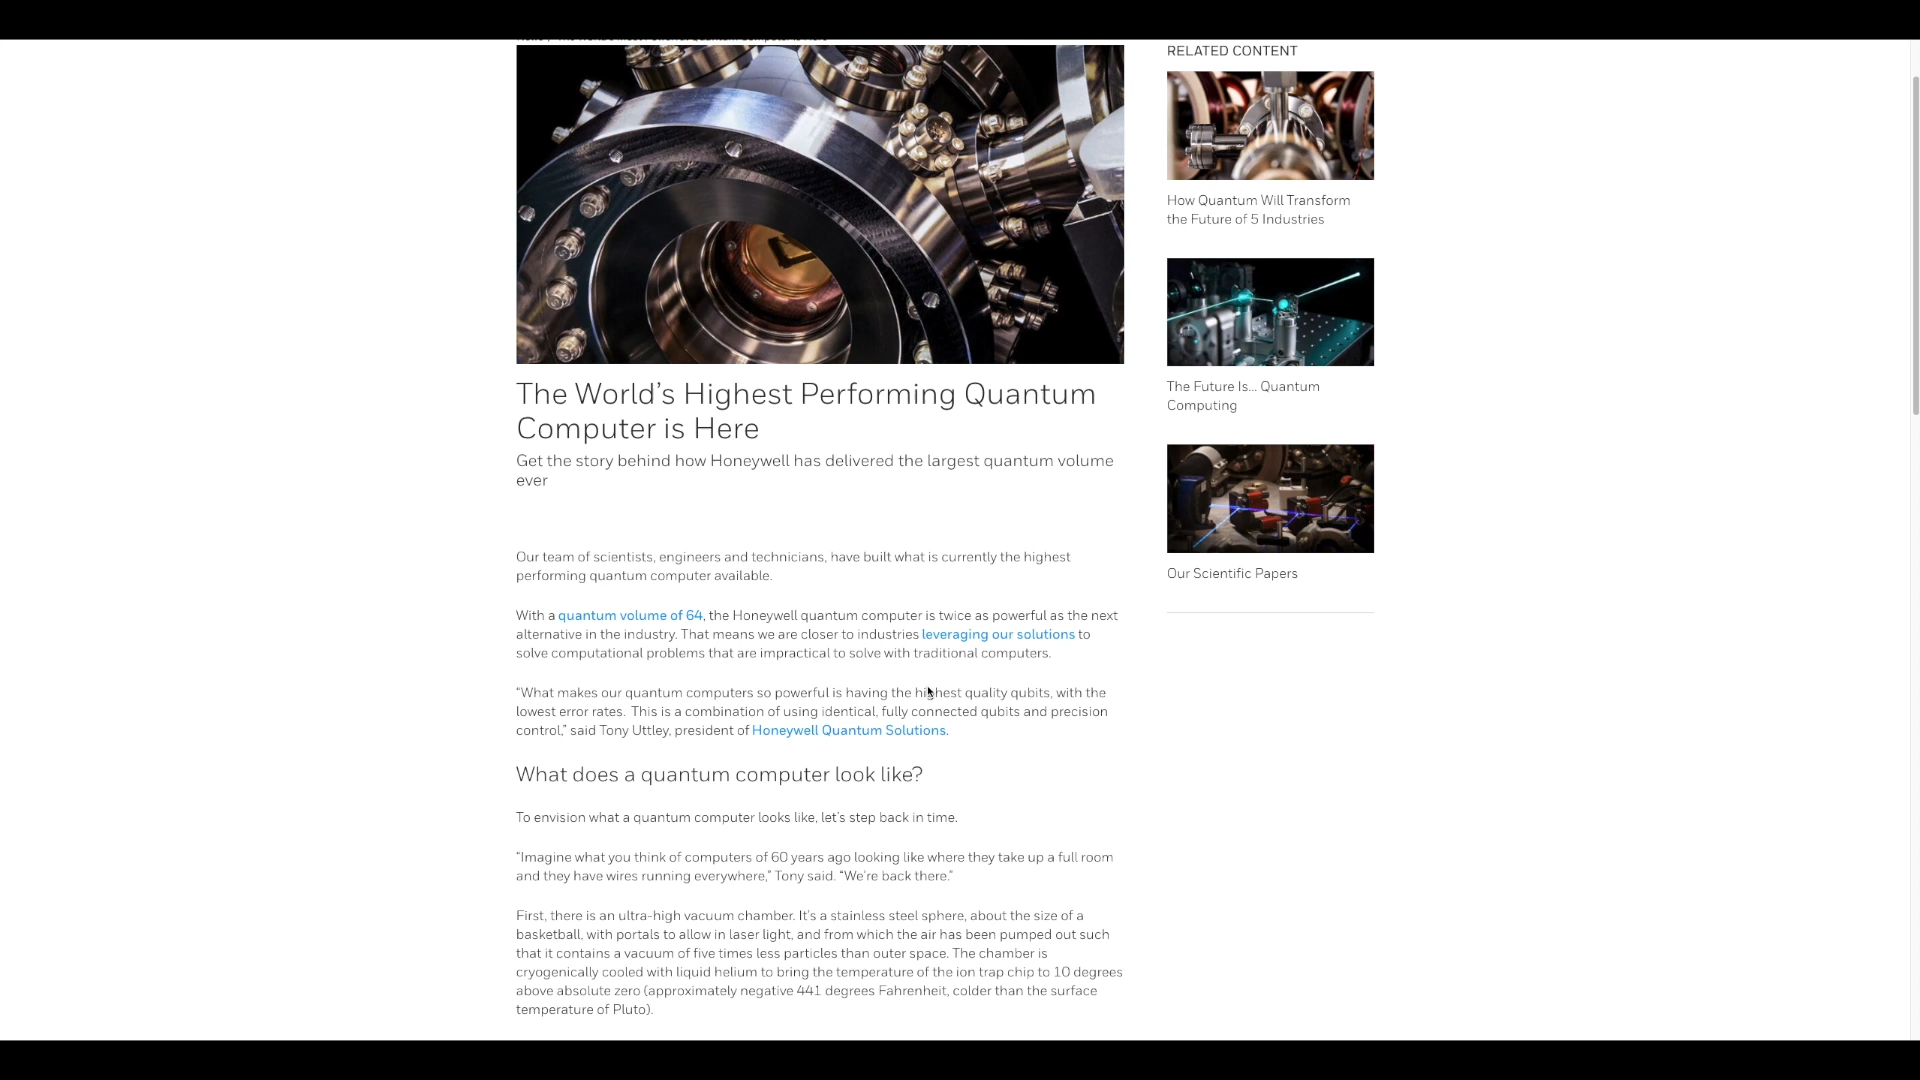 RELATED CONTENT
How Quantum Will Transform
the Future of 5 Industries
The Future Is... Quantum
Computing
Our Scientific Papers
The World’s Highest Performing Quantum
Computer is Here
Get the story behind how Honeywell has delivered the largest quantum volume
ever
Our team of scientists, engineers and technicians, have built what is currently the highest
performing quantum computer available.
With a quantum volume of 64, the Honeywell quantum computer is twice as powerful as the next
alternative in the industry. That means we are closer to industries leveraging our solutions to
solve computational problems that are impractical to solve with traditional computers.
“What makes our quantum computers so powerful is having the highest quality qubits, with the
lowest error rates.  This is a combination of using identical, fully connected qubits and precision
control,” said Tony Uttley, president of Honeywell Quantum Solutions.
What does a quantum computer look like?
To envision what a quantum computer looks like, let’s step back in time.
“Imagine what you think of computers of 60 years ago looking like where they take up a full room
and they have wires running everywhere,” Tony said. “We’re back there.”
First, there is an ultra-high vacuum chamber. It’s a stainless steel sphere, about the size of a
basketball, with portals to allow in laser light, and from which the air has been pumped out such
that it contains a vacuum of five times less particles than outer space. The chamber is
cryogenically cooled with liquid helium to bring the temperature of the ion trap chip to 10 degrees
above absolute zero (approximately negative 441 degrees Fahrenheit, colder than the surface
temperature of Pluto).